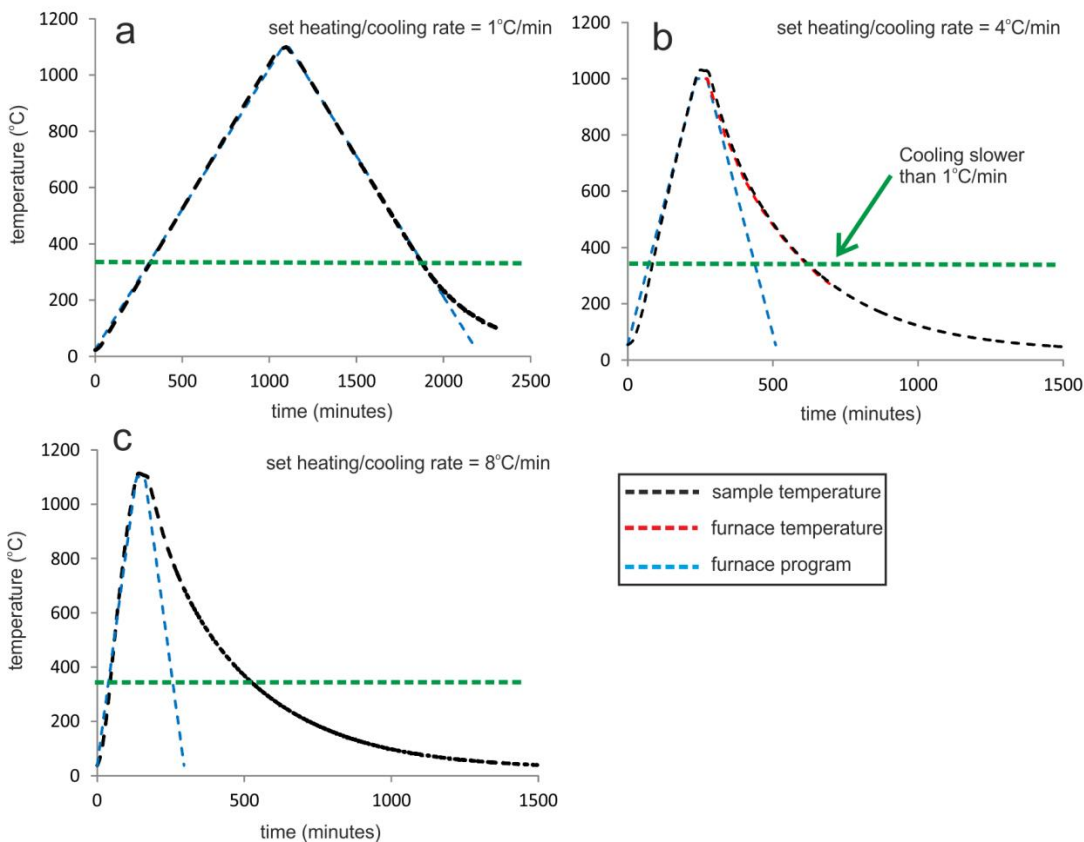 a
set heating/cooling rate = 1°C/min
1200
1000
800
600
400
200
0
temperature (°C)
0 500 1000 1500 2000 2500
time (minutes)
b
set heating/cooling rate = 4°C/min
1200
1000
800
600
400
200
0
Cooling slower
than 1°C/min
0 500 1000 1500
time (minutes)
c
set heating/cooling rate = 8°C/min
1200
1000
800
600
400
200
0
temperature (°C)
0 500 1000 1500
time (minutes)
sample temperature
furnace temperature
furnace program